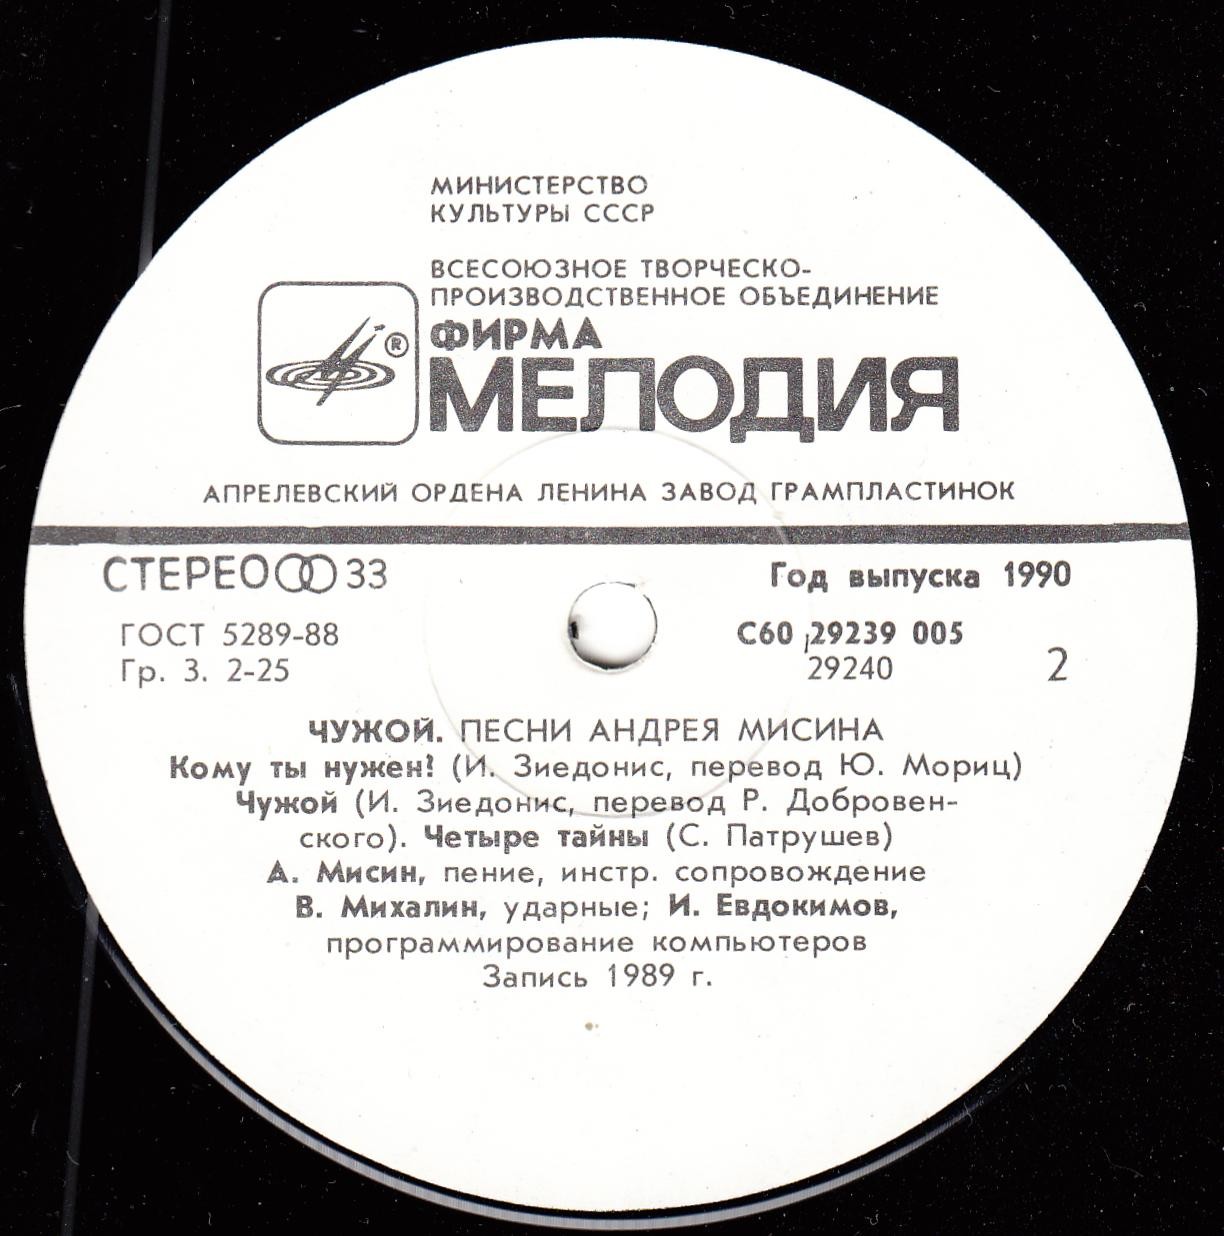 МИНИСТЕРСТВО
КУЛЬТУРЫ СССР
ВСЕСОЮЗНОЕ ТВОРЧЕСКО-
ПРОИЗВОДСТВЕННОЕ ОБЪЕДИНЕНИЕ
ФИРМА
®
МЕЛОДИЯ
АПРЕЛЕВСКИЙ ОРДЕНА ЛЕНИНА ЗАВОД ГРАМПЛАСТИНОК
СТЕРЕО 33
Год выпуска 1990
ГОСТ 5289-88
С60 29239 005
Гр. 3. 2-25
29240
2
ЧУЖОЙ. ПЕСНИ АНДРЕЯ МИСИНА
Кому ты нужен! (И. Зиедонис, перевод Ю. Мориц)
Чужой (И. Зиедонис, перевод Р. Добровен-
ского). Четыре тайны (С. Патрушев)
А. Мисин, пение, инстр. сопровождение
В. Михалин, ударные; И. Евдокимов,
программирование компьютеров
Запись 1989 г.